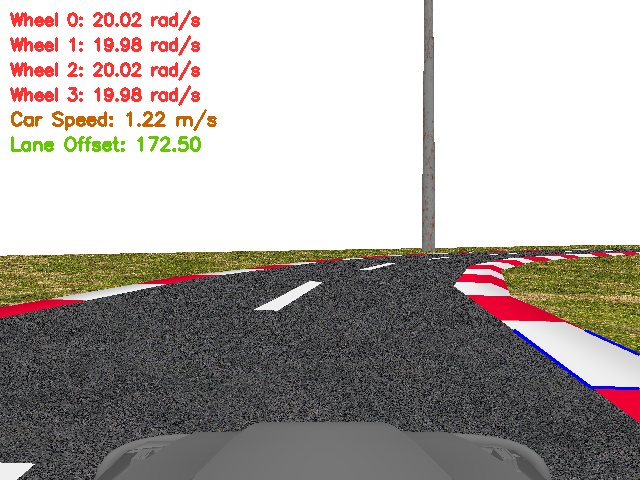 Wheel 0: 20.02 rad/s
Wheel 1: 19.98 rad/s
Wheel 2: 20.02 rad/s
Wheel 3: 19.98 rad/s
Car Speed: 1.22 m/s
Lane Offset: 172.50